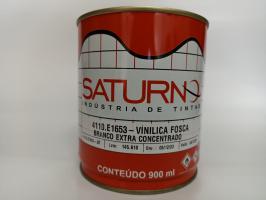 SATURNO
INDÚSTRIA DE TINTAS
4110.E1653 - VINÍLICA FOSCA
BRANCO EXTRA CONCENTRADO
CONTEÚDO 900 ml